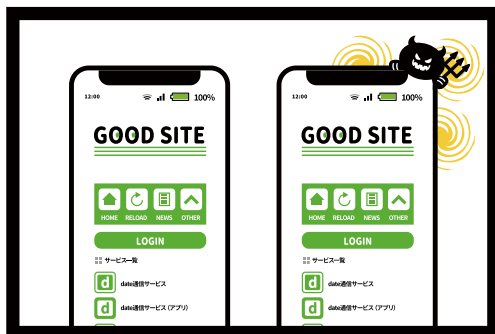 12:00 100%
GOOD SITE
HOME RELOAD NEWS OTHER
LOGIN
サービス一覧
d date通信サービス
d date通信サービス（アプリ）
12:00 100%
GOOD SITE
HOME RELOAD NEWS OTHER
LOGIN
サービス一覧
d date通信サービス
d date通信サービス（アプリ）